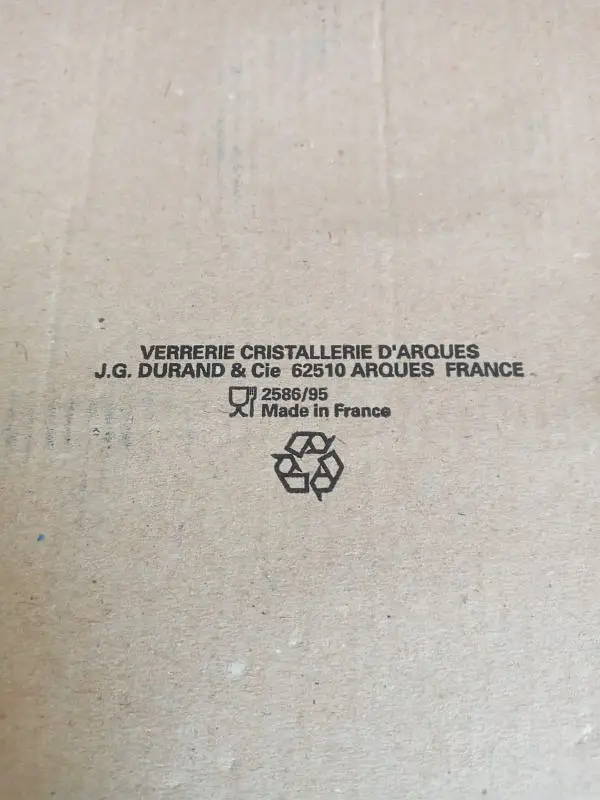 VERRERIE CRISTALLERIE D'ARQUES
J.G. DURAND & Cie 62510 ARQUES FRANCE
2586/95
Made in France